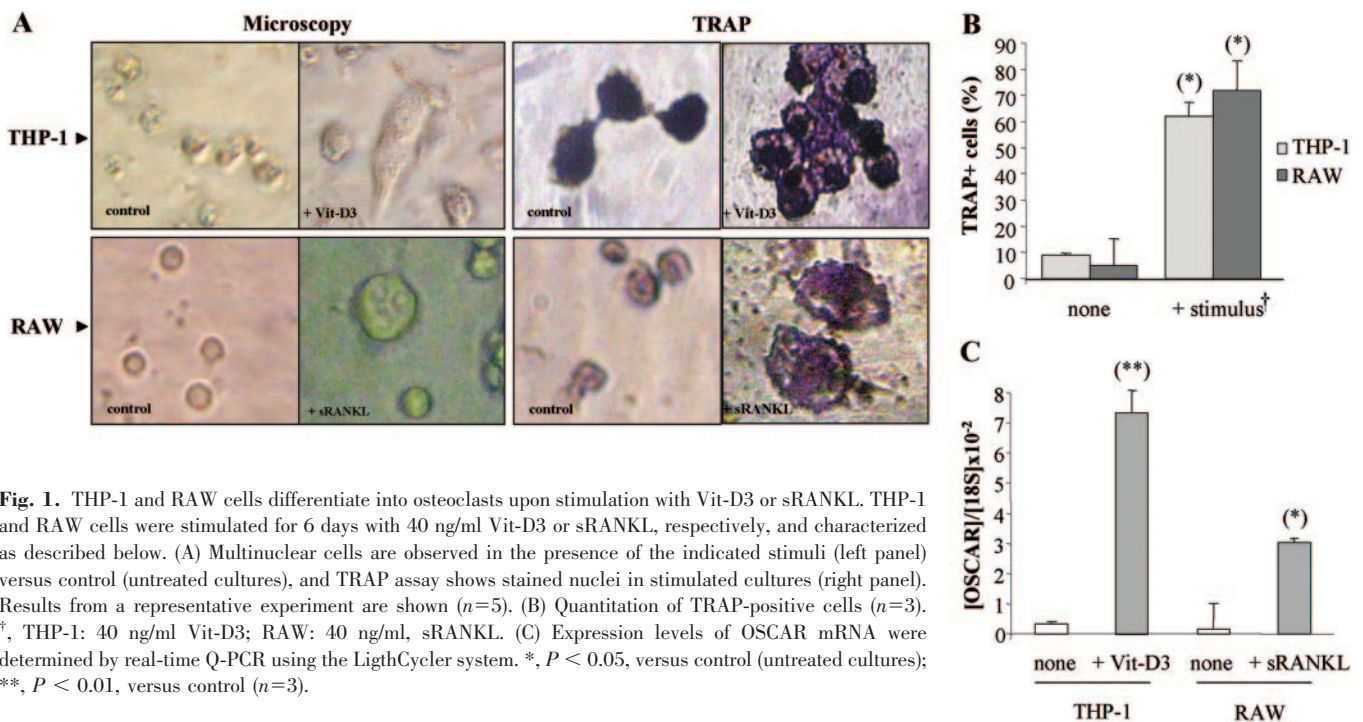 A
Microscopy
TRAP
THP-1
control
+ Vit-D3
control
+ Vit-D3
RAW
control
+ sRANKL
control
+ sRANKL
B
TRAP+ cells (%)
90
80
70
60
50
40
30
20
10
0
(*)
(*)
none
+ stimulus†
THP-1
RAW
C
[OSCAR]/[18S]x10-2
8
7
6
5
4
3
2
1
0
(**)
(*)
none
+ Vit-D3
none
+ sRANKL
THP-1
RAW
Fig. 1. THP-1 and RAW cells differentiate into osteoclasts upon stimulation with Vit-D3 or sRANKL. THP-1
and RAW cells were stimulated for 6 days with 40 ng/ml Vit-D3 or sRANKL, respectively, and characterized
as described below. (A) Multinuclear cells are observed in the presence of the indicated stimuli (left panel)
versus control (untreated cultures), and TRAP assay shows stained nuclei in stimulated cultures (right panel).
Results from a representative experiment are shown (n=5). (B) Quantitation of TRAP-positive cells (n=3).
†, THP-1: 40 ng/ml Vit-D3; RAW: 40 ng/ml, sRANKL. (C) Expression levels of OSCAR mRNA were
determined by real-time Q-PCR using the LigthCycler system. *, P < 0.05, versus control (untreated cultures);
**, P < 0.01, versus control (n=3).